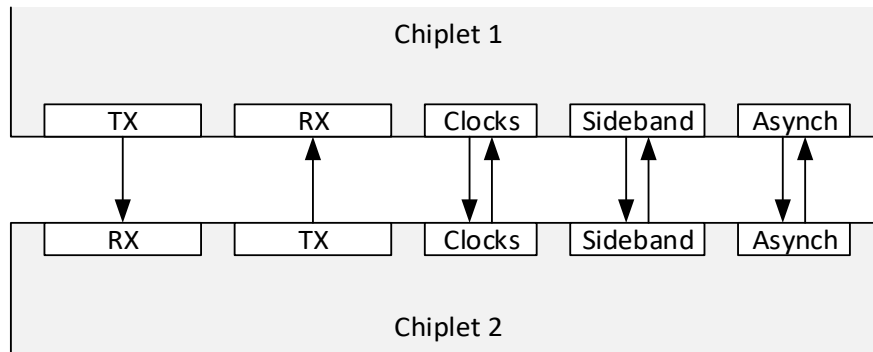 Chiplet 1
TX RX Clocks Sideband Asynch
RX TX Clocks Sideband Asynch
Chiplet 2